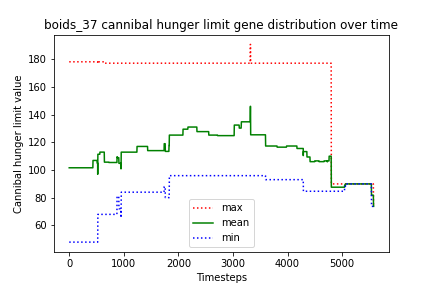 boids_37 cannibal hunger limit gene distribution over time
Cannibal hunger limit value
180
160
140
120
100
80
60
max
mean
min
0
1000
2000
3000
4000
5000
Timesteps